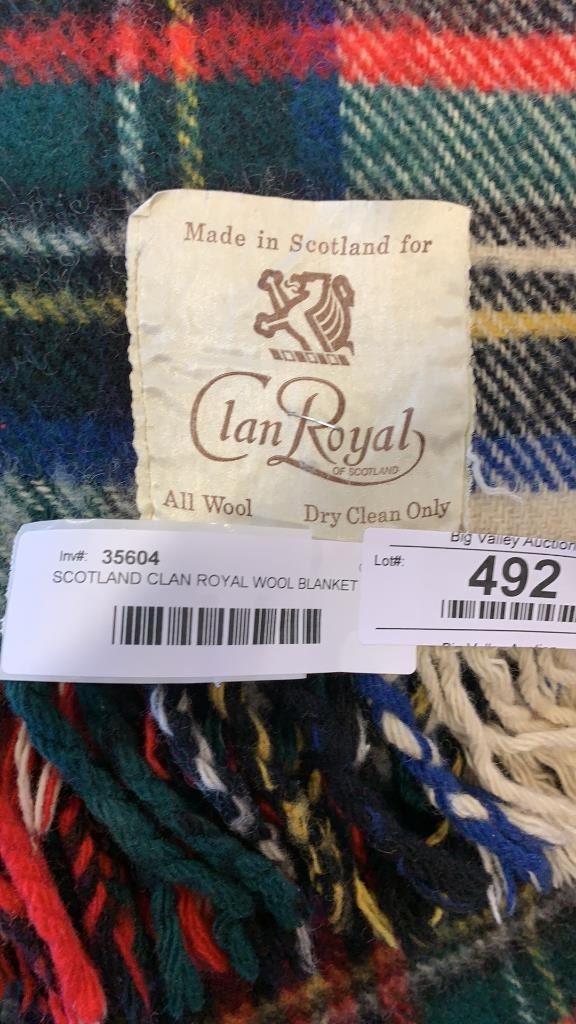 Made in Scotland for
Clan Royal
OF SCOTLAND
All Wool Dry Clean Only
Inv#: 35604
SCOTLAND CLAN ROYAL WOOL BLANKET
Big Valley Auction
Lot#: 492